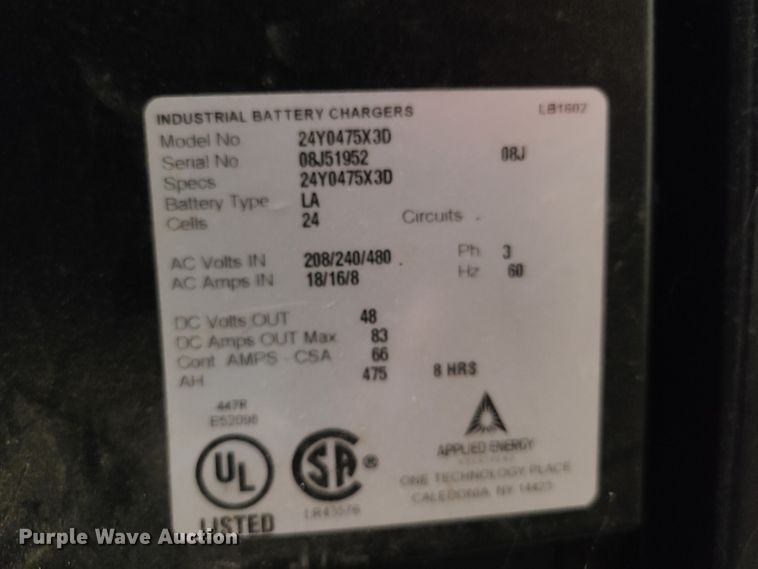 INDUSTRIAL BATTERY CHARGERS LB1602
Model No 24Y0475X3D
Serial No 08J51952 08J
Specs 24Y0475X3D
Battery Type LA
Cells 24 Circuits
AC Volts IN 208/240/480 Ph 3
AC Amps IN 18/16/8 Hz 60
DC Volts OUT 48
DC Amps OUT Max 83
Cont AMPS - CSA 66
AH 475 8 HRS
447R
E52098
UL
LISTED
SA ®
APPLIED ENERGY
ONE TECHNOLOGY PLACE
CALEDONIA, NY 14423
Purple Wave Auction